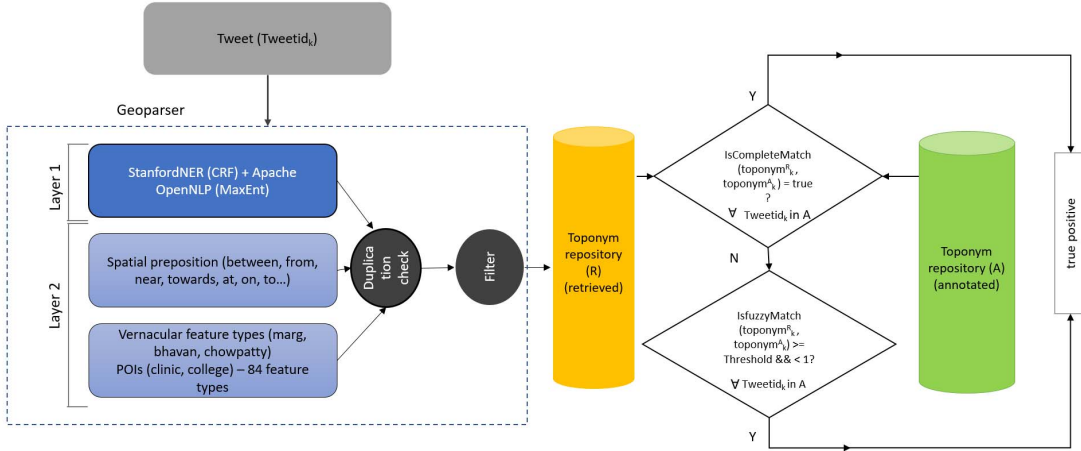 Tweet (Tweetidk)
Geoparser
Layer 1
StanfordNER (CRF) + Apache
OpenNLP (MaxEnt)
Layer 2
Spatial preposition (between, from,
near, towards, at, on, to...)
Vernacular feature types (marg,
bhavan, chowpatty)
POIs (clinic, college) – 84 feature
types
Duplica
tion
check
Filter
Toponym
repository
(R)
(retrieved)
Y
IsCompleteMatch
(toponymᴿk ,
toponymᴬk ) = true
?
∀ Tweetidk in A
N
IsfuzzyMatch
(toponymᴿk ,
toponymᴬk) >=
Threshold && < 1?
∀ Tweetidk in A
Y
Toponym
repository (A)
(annotated)
true positive